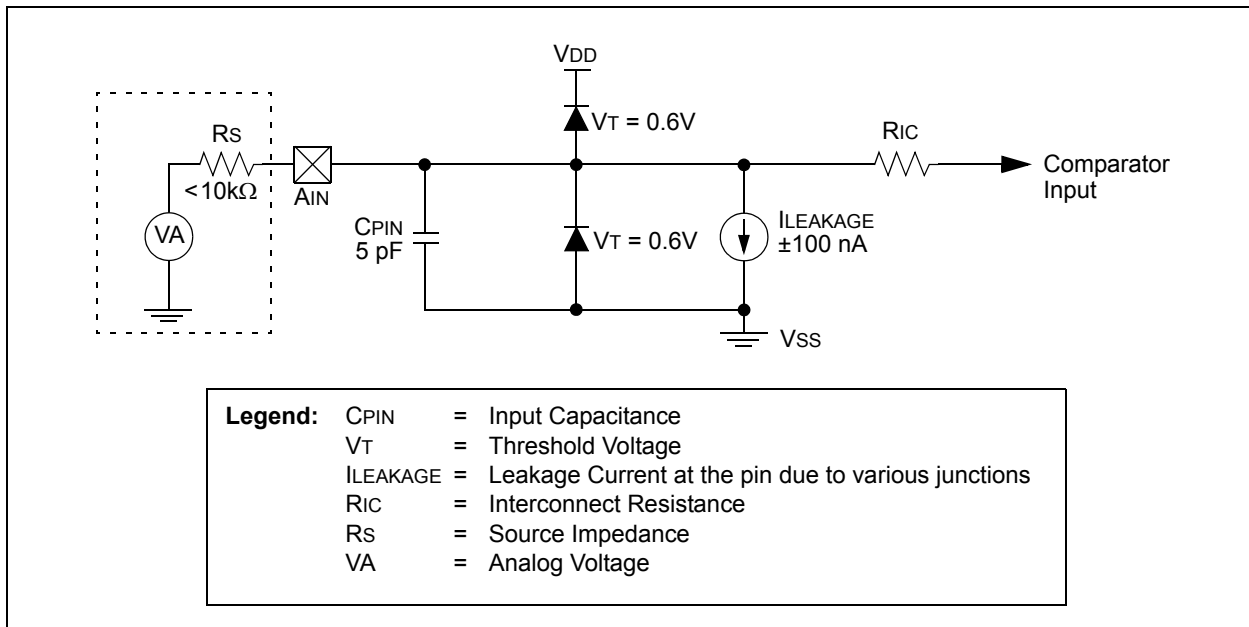 VDD
VT = 0.6V
RIC
RS
<10kΩ
AIN
Comparator
Input
VA
CPIN
5 pF
VT = 0.6V
ILEAKAGE
±100 nA
VSS
Legend: CPIN = Input Capacitance
VT = Threshold Voltage
ILEAKAGE = Leakage Current at the pin due to various junctions
RIC = Interconnect Resistance
RS = Source Impedance
VA = Analog Voltage